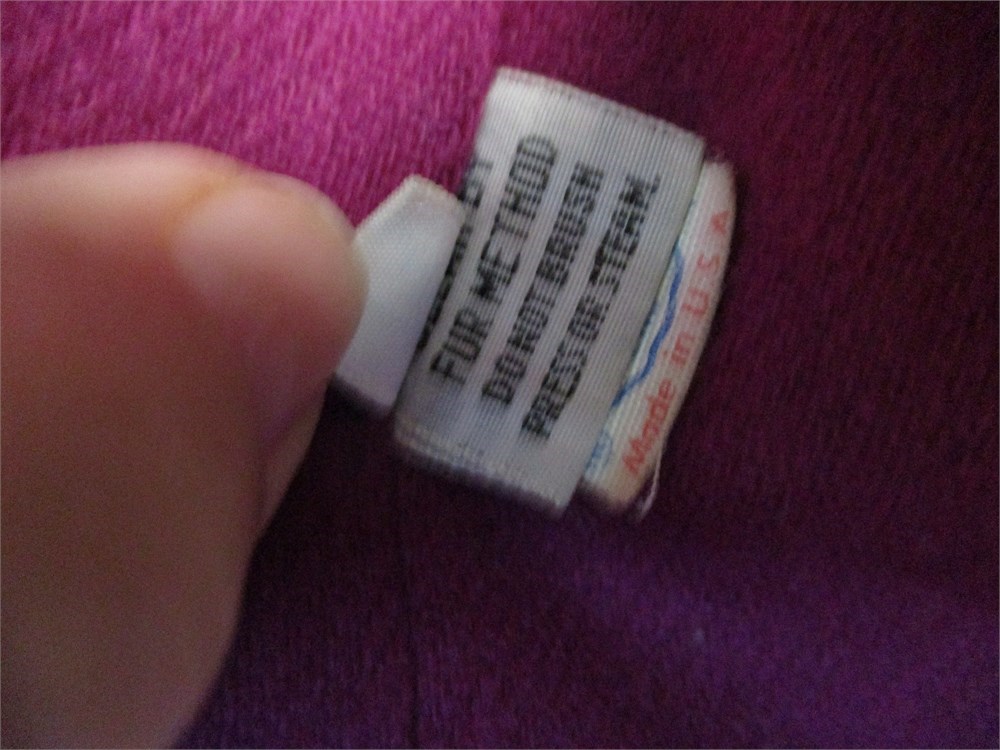 FUR METHOD
DO NOT BRUSH
PRESS OR STEAM.
Made in U S A